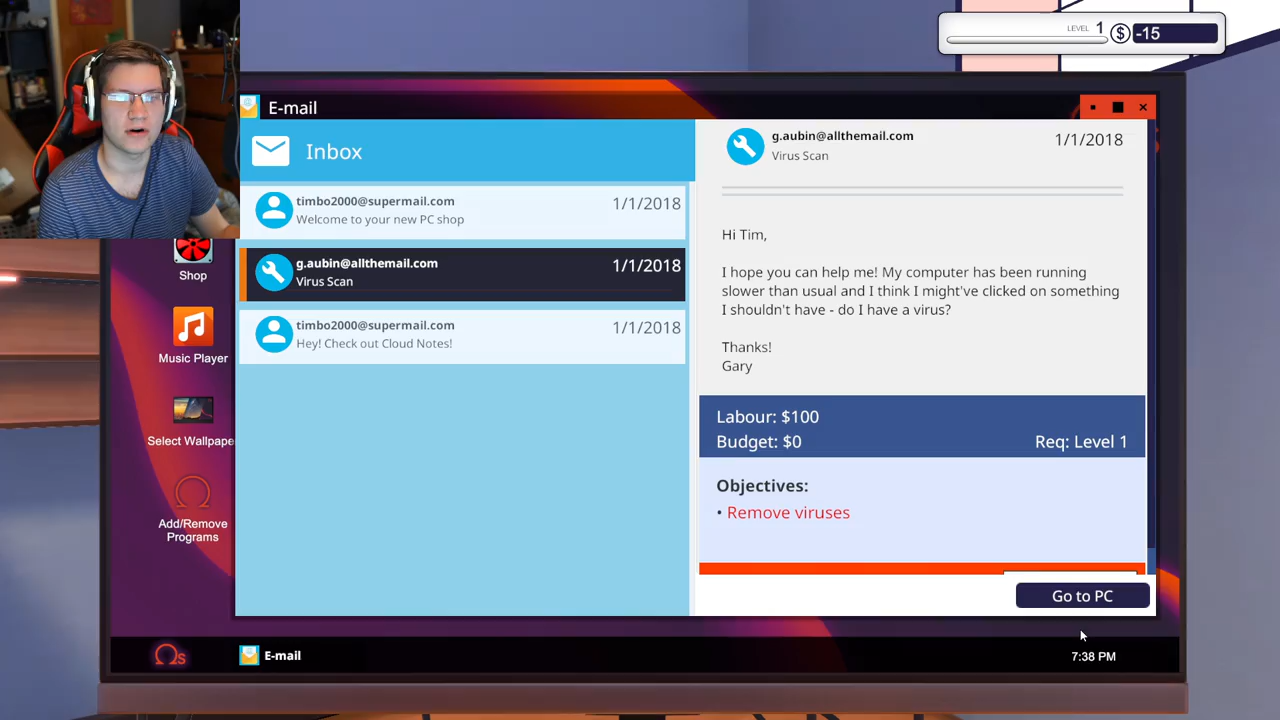 LEVEL 1
$ -15
E-mail
Inbox
timbo2000@supermail.com 1/1/2018
Welcome to your new PC shop
g.aubin@allthemail.com 1/1/2018
Virus Scan
timbo2000@supermail.com 1/1/2018
Hey! Check out Cloud Notes!
g.aubin@allthemail.com 1/1/2018
Virus Scan
Hi Tim,
I hope you can help me! My computer has been running
slower than usual and I think I might've clicked on something
I shouldn't have - do I have a virus?
Thanks!
Gary
Labour: $100
Budget: $0 Req: Level 1
Objectives:
• Remove viruses
Go to PC
Shop
Music Player
Select Wallpape
Add/Remove
Programs
Ωs
E-mail
7:38 PM